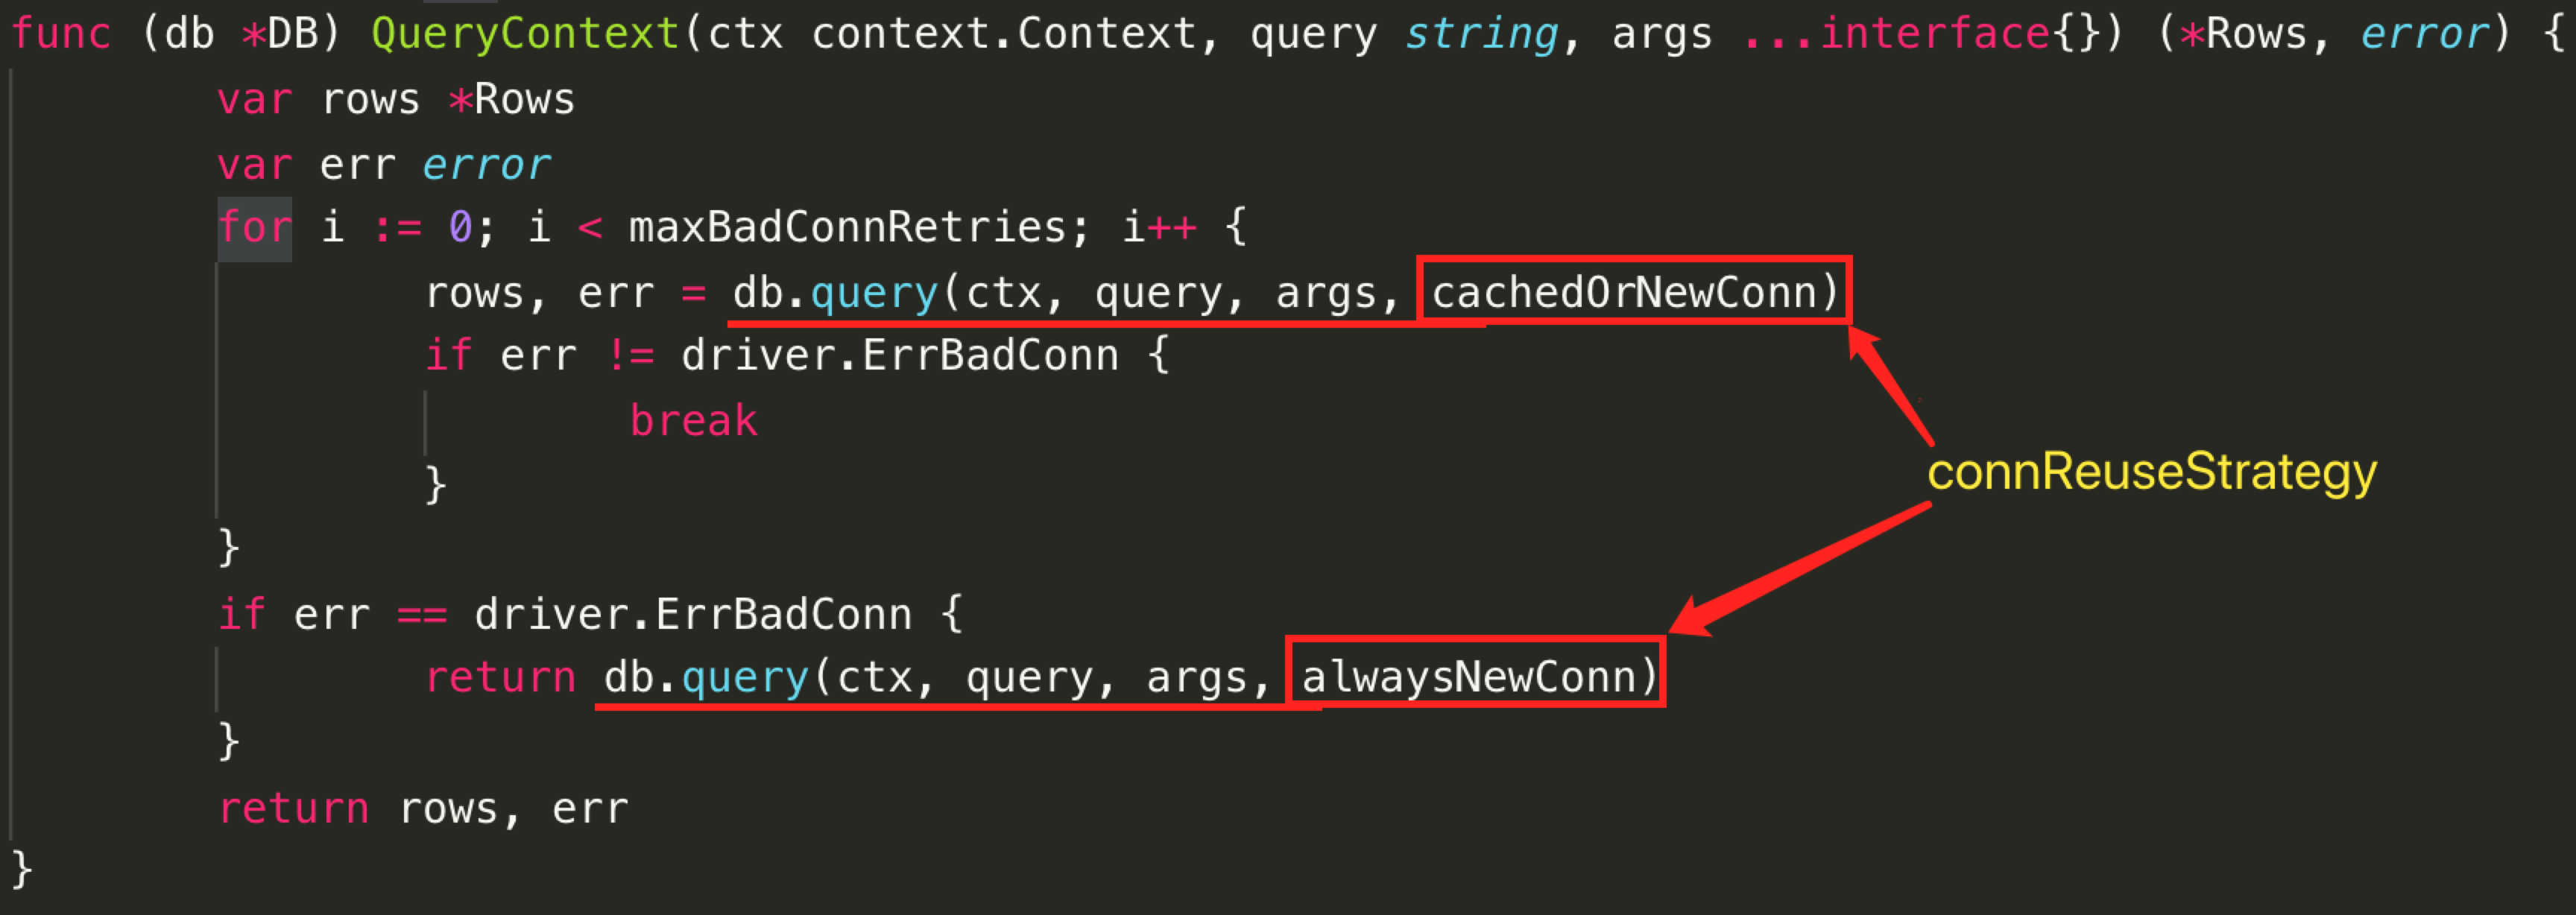 func (db *DB) QueryContext(ctx context.Context, query string, args ...interface{}) (*Rows, error) {
var rows *Rows
var err error
for i := 0; i < maxBadConnRetries; i++ {
rows, err = db.query(ctx, query, args, cachedOrNewConn)
if err != driver.ErrBadConn {
break
}
connReuseStrategy
}
if err == driver.ErrBadConn {
return db.query(ctx, query, args, alwaysNewConn)
}
return rows, err
}